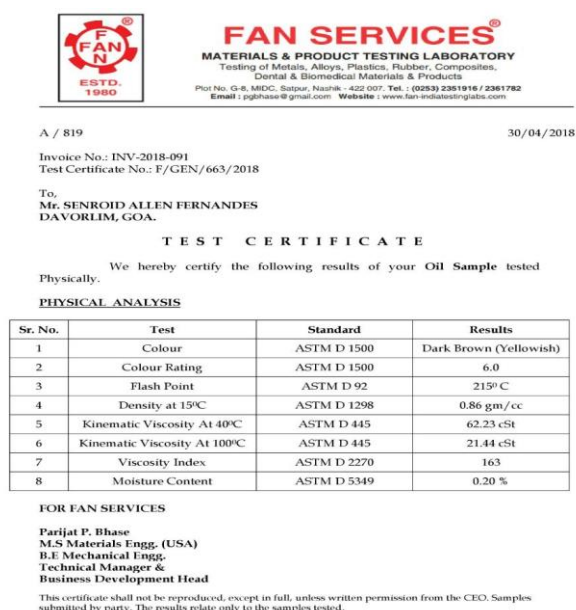 F
FAN
N
ESTD.
1980
FAN SERVICES®
MATERIALS & PRODUCT TESTING LABORATORY
Testing of Metals, Alloys, Plastics, Rubber, Composites,
Dental & Biomedical Materials & Products
Plot No. G-8, MIDC, Satpur, Nashik - 422 007. Tel. : (0253) 2351916 / 2361782
Email : pgbhase@gmail.com Website : www.fan-indiatestinglabs.com
A / 819 30/04/2018
Invoice No.: INV-2018-091
Test Certificate No.: F/GEN/663/2018
To,
Mr. SENROID ALLEN FERNANDES
DAVORLIM, GOA.
TEST CERTIFICATE
We hereby certify the following results of your Oil Sample tested
Physically.
PHYSICAL ANALYSIS
Sr. No. Test Standard Results
1 Colour ASTM D 1500 Dark Brown (Yellowish)
2 Colour Rating ASTM D 1500 6.0
3 Flash Point ASTM D 92 215⁰ C
4 Density at 15⁰C ASTM D 1298 0.86 gm/cc
5 Kinematic Viscosity At 40⁰C ASTM D 445 62.23 cSt
6 Kinematic Viscosity At 100⁰C ASTM D 445 21.44 cSt
7 Viscosity Index ASTM D 2270 163
8 Moisture Content ASTM D 5349 0.20 %
FOR FAN SERVICES
Parijat P. Bhase
M.S Materials Engg. (USA)
B.E Mechanical Engg.
Technical Manager &
Business Development Head
This certificate shall not be reproduced, except in full, unless written permission from the CEO. Samples
submitted by party. The results relate only to the samples tested.